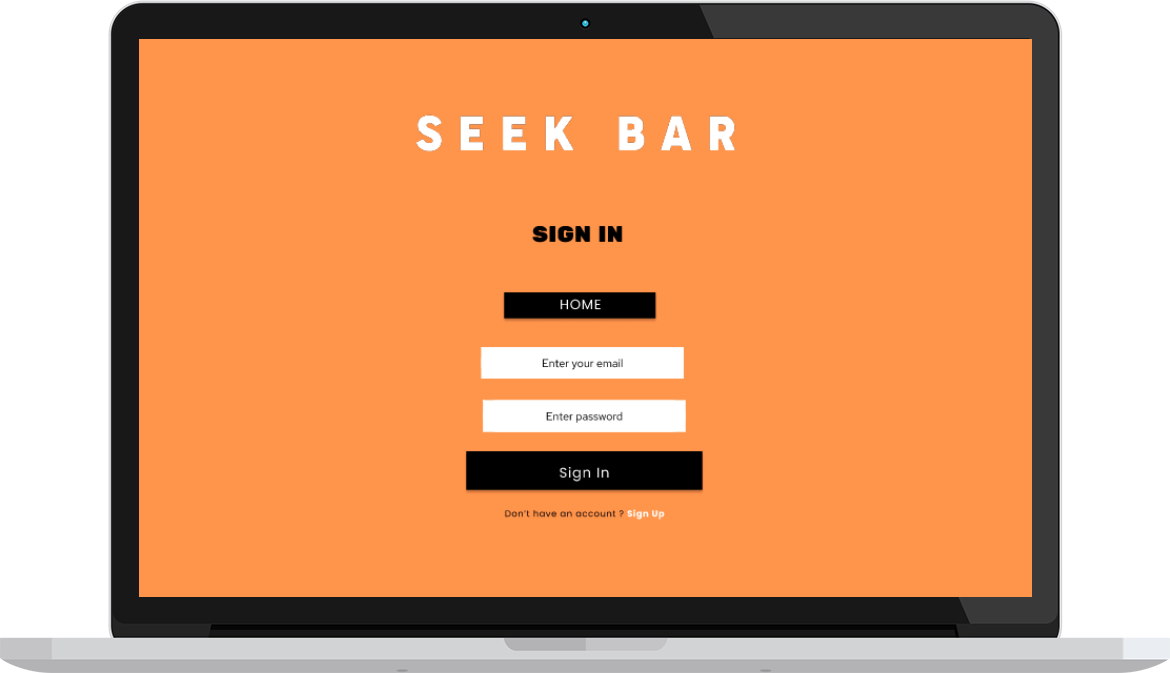 SEEK BAR
SIGN IN
HOME
Enter your email
Enter password
Sign In
Don't have an account ? Sign Up